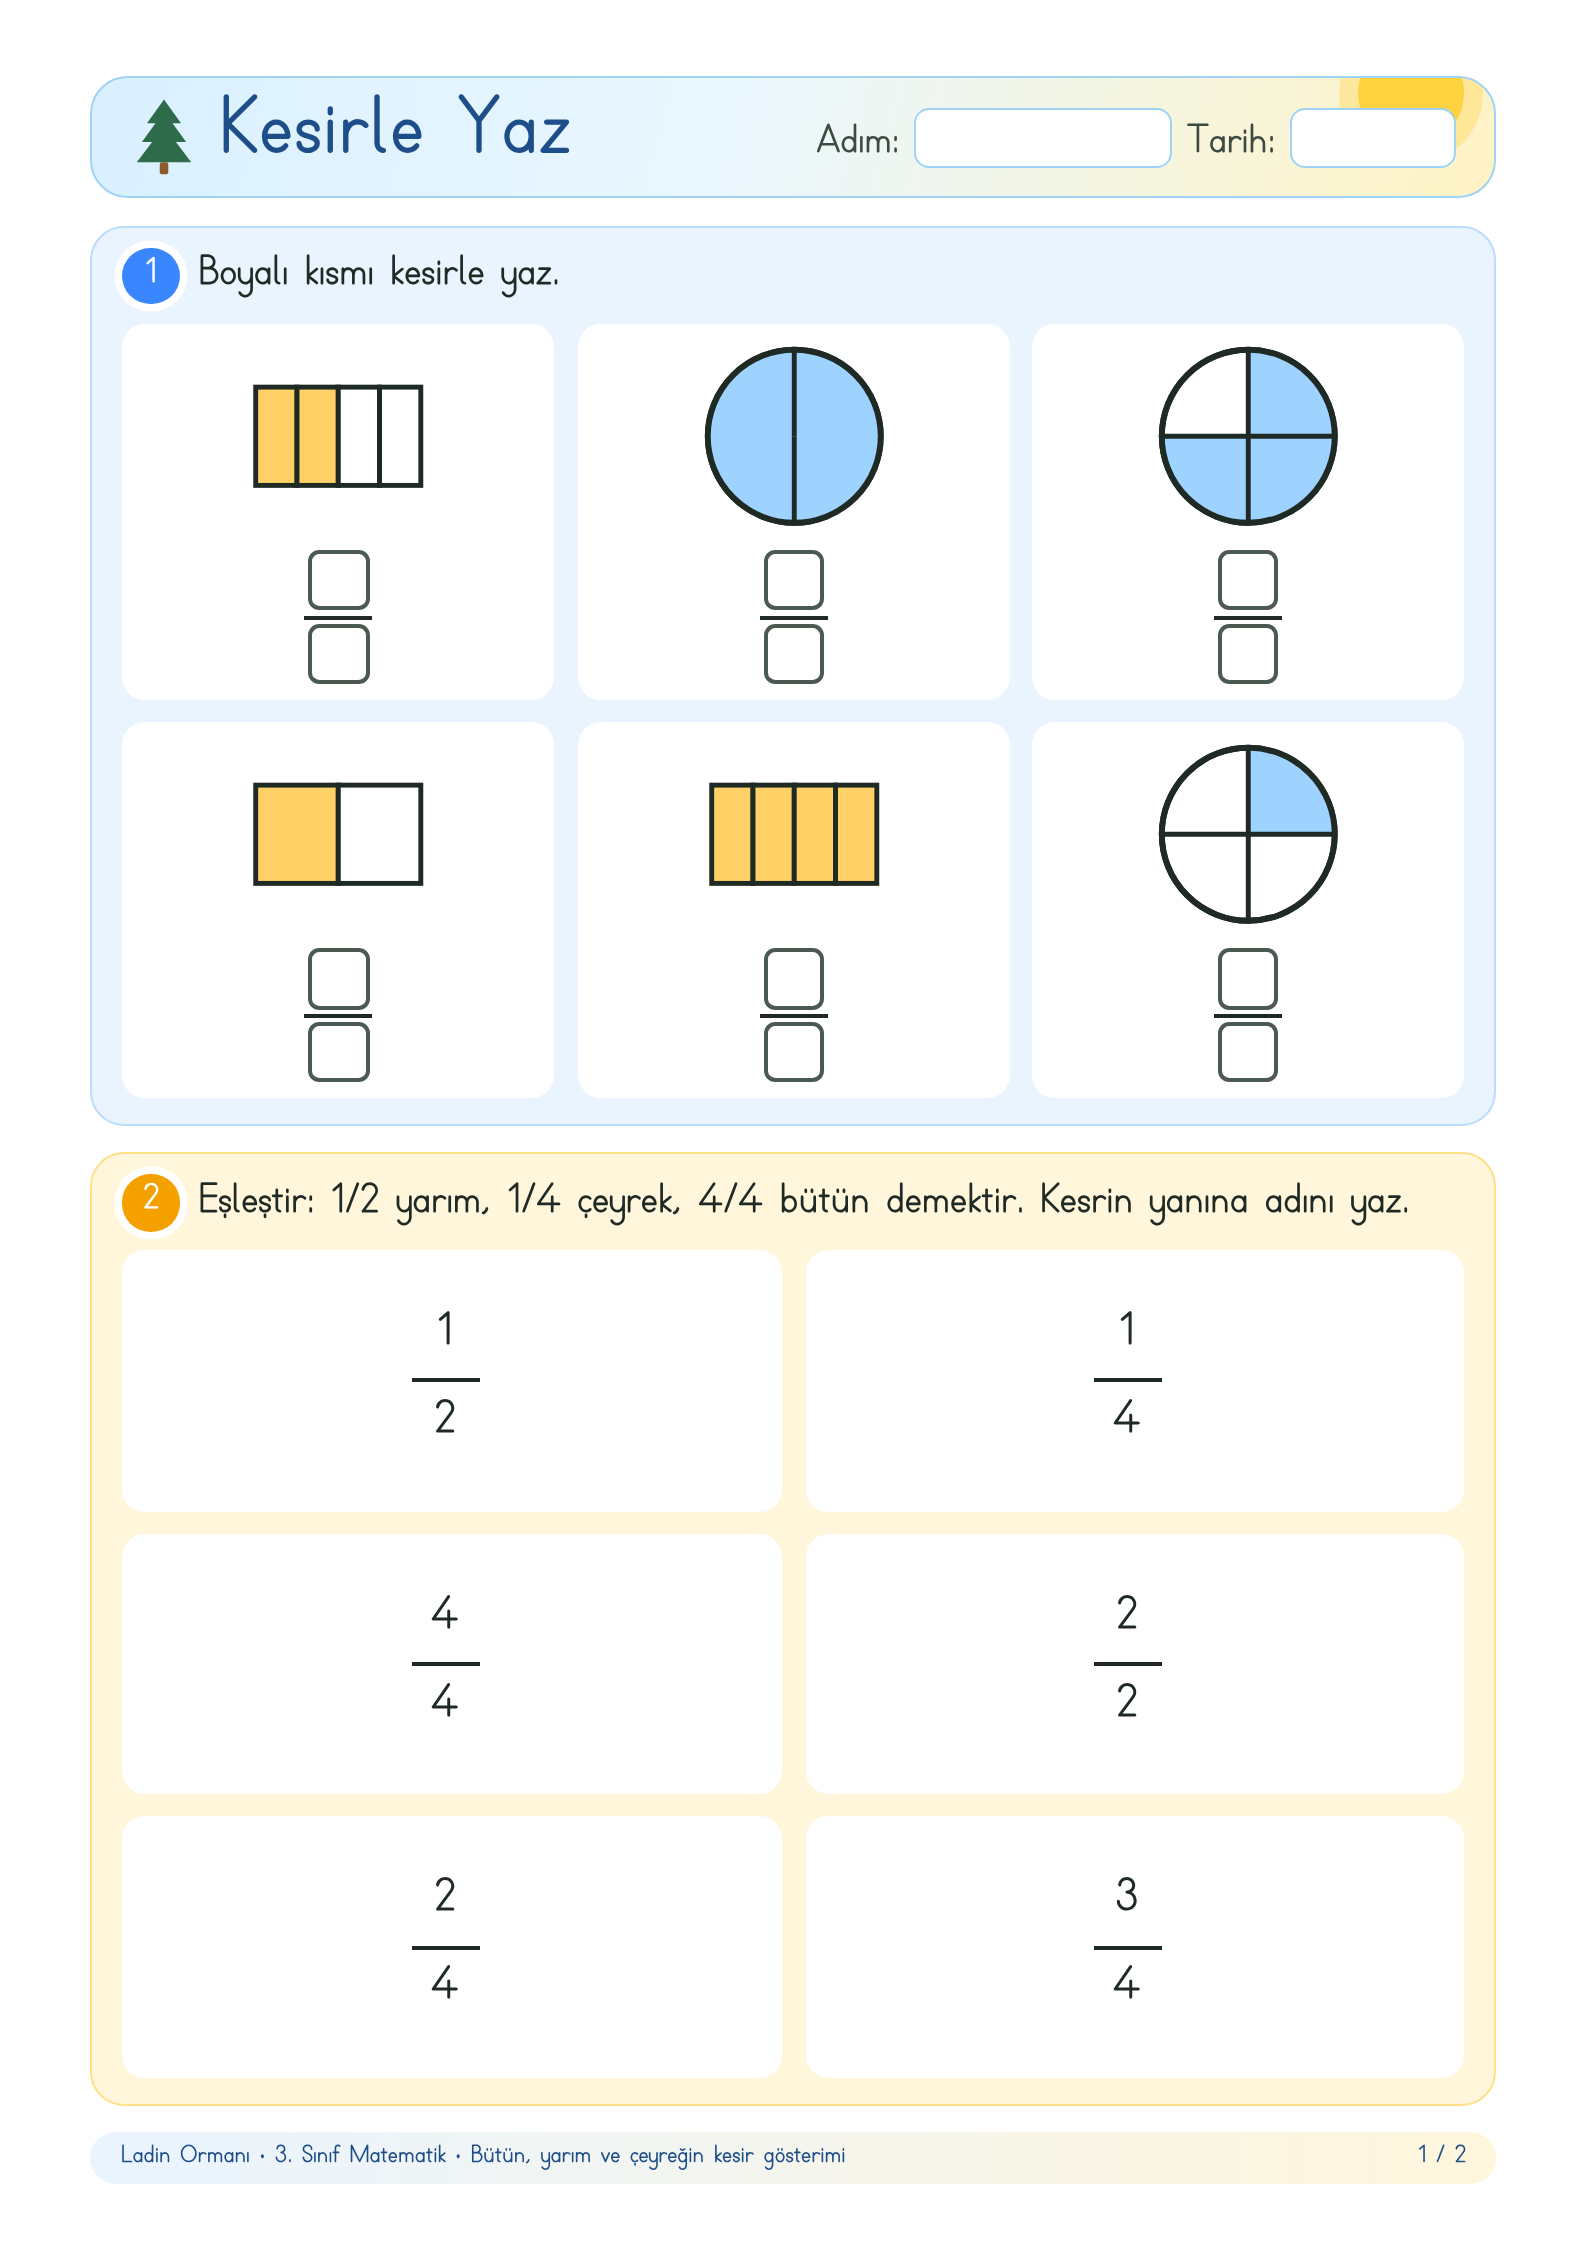 Kesirle Yaz
Adım:
Tarih:
1
Boyalı kısmı kesirle yaz.
2
Eşleştir: 1/2 yarım, 1/4 çeyrek, 4/4 bütün demektir. Kesrin yanına adını yaz.
1
2
1
4
4
4
2
2
2
4
3
4
Ladin Ormanı • 3. Sınıf Matematik • Bütün, yarım ve çeyreğin kesir gösterimi
1 / 2